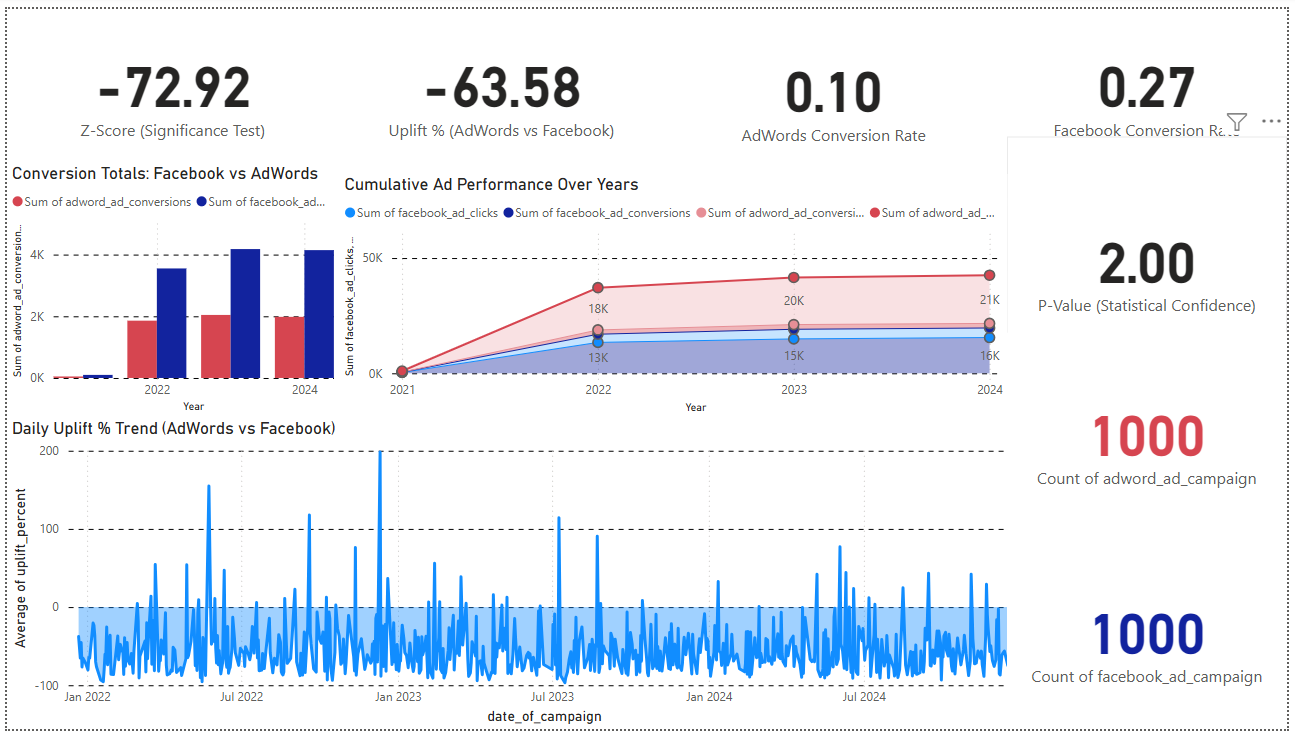 -72.92
Z-Score (Significance Test)
-63.58
Uplift % (AdWords vs Facebook)
0.10
AdWords Conversion Rate
0.27
Facebook Conversion Rate
Conversion Totals: Facebook vs AdWords
Sum of adword_ad_conversions Sum of facebook_ad...
Sum of adword_ad_conversion...
4K
2K
0K
2022 2024
Year
Cumulative Ad Performance Over Years
Sum of facebook_ad_clicks Sum of facebook_ad_conversions Sum of adword_ad_conversi... Sum of adword_ad_...
Sum of facebook_ad_clicks, ...
50K
0K
18K 20K 21K
13K 15K 16K
2021 2022 2023 2024
Year
2.00
P-Value (Statistical Confidence)
1000
Count of adword_ad_campaign
1000
Count of facebook_ad_campaign
Daily Uplift % Trend (AdWords vs Facebook)
Average of uplift_percent
200
100
0
-100
Jan 2022 Jul 2022 Jan 2023 Jul 2023 Jan 2024 Jul 2024
date_of_campaign